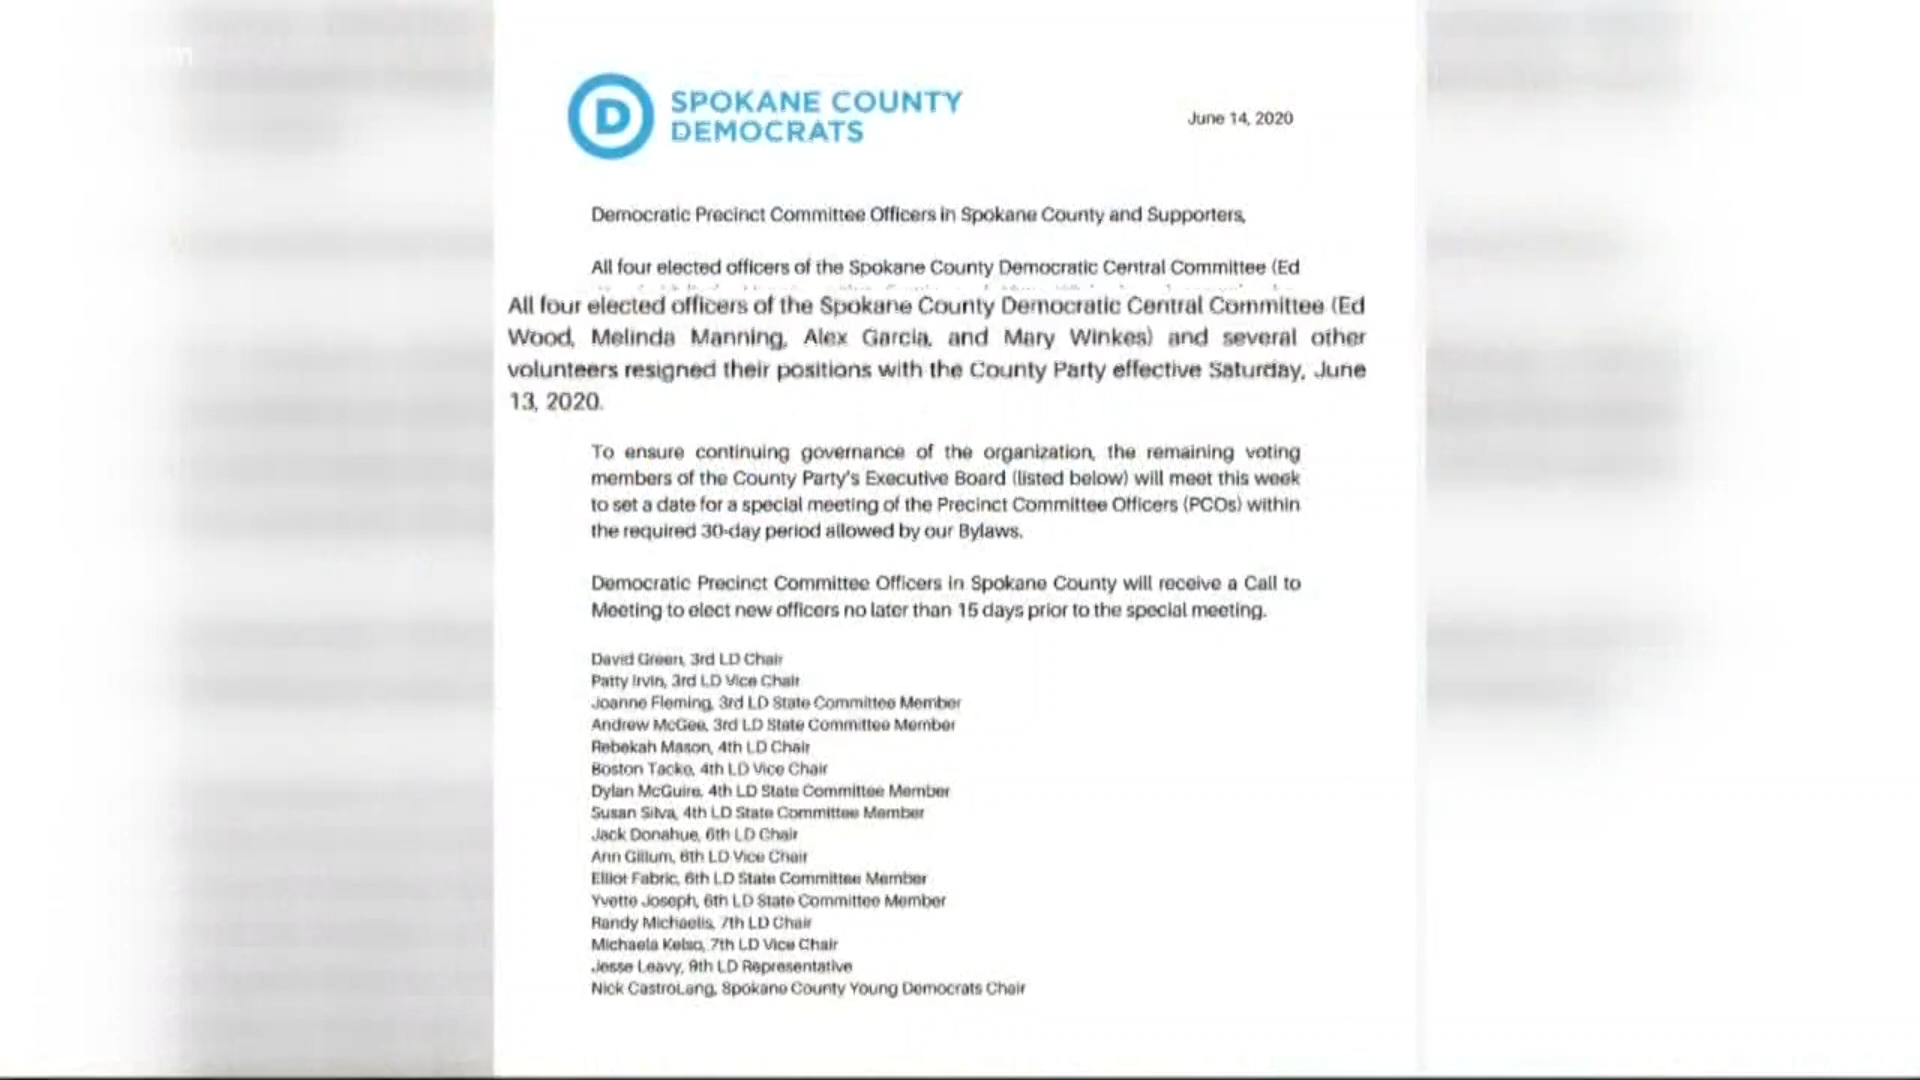 m
SPOKANE COUNTY
DEMOCRATS
D
June 14, 2020
Democratic Precinct Committee Officers in Spokane County and Supporters,
All four elected officers of the Spokane County Democratic Central Committee (Ed
All four elected officers of the Spokane County Democratic Central Committee (Ed
Wood, Melinda Manning, Alex Garcia, and Mary Winkes) and several other
volunteers resigned their positions with the County Party effective Saturday, June
13, 2020.
To ensure continuing governance of the organization, the remaining voting
members of the County Party's Executive Board (listed below) will meet this week
to set a date for a special meeting of the Precinct Committee Officers (PCOs) within
the required 30-day period allowed by our Bylaws.
Democratic Precinct Committee Officers in Spokane County will receive a Call to
Meeting to elect new officers no later than 15 days prior to the special meeting.
David Green, 3rd LD Chair
Patty Irvin, 3rd LD Vice Chair
Joanne Fleming, 3rd LD State Committee Member
Andrew McGee, 3rd LD State Committee Member
Rebekah Mason, 4th LD Chair
Boston Tacke, 4th LD Vice Chair
Dylan McGuire, 4th LD State Committee Member
Susan Silva, 4th LD State Committee Member
Jack Donahue, 6th LD Chair
Ann Gillum, 6th LD Vice Chair
Elliot Fabric, 6th LD State Committee Member
Yvette Joseph, 6th LD State Committee Member
Randy Michaelis, 7th LD Chair
Michaela Kelso, 7th LD Vice Chair
Jesse Leavy, 9th LD Representative
Nick CastroLang, Spokane County Young Democrats Chair